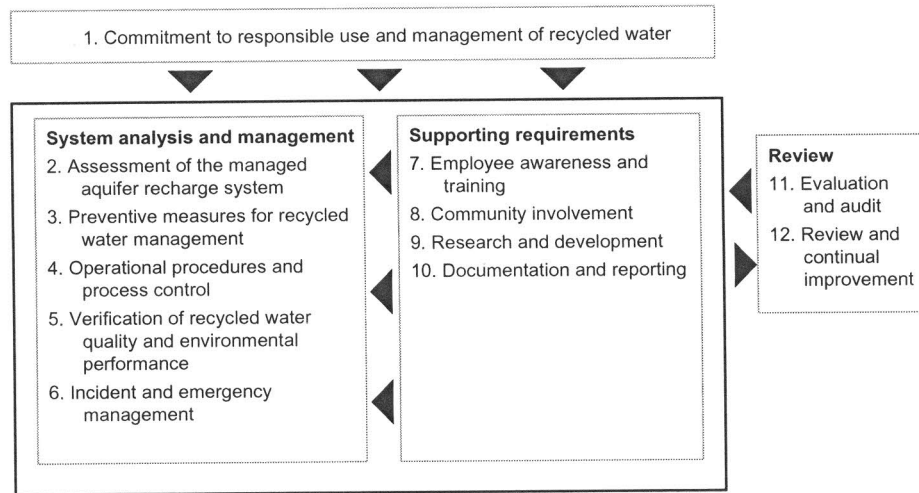 1. Commitment to responsible use and management of recycled water
System analysis and management
2. Assessment of the managed
aquifer recharge system
3. Preventive measures for recycled
water management
4. Operational procedures and
process control
5. Verification of recycled water
quality and environmental
performance
6. Incident and emergency
management
Supporting requirements
7. Employee awareness and
training
8. Community involvement
9. Research and development
10. Documentation and reporting
Review
11. Evaluation
and audit
12. Review and
continual
improvement